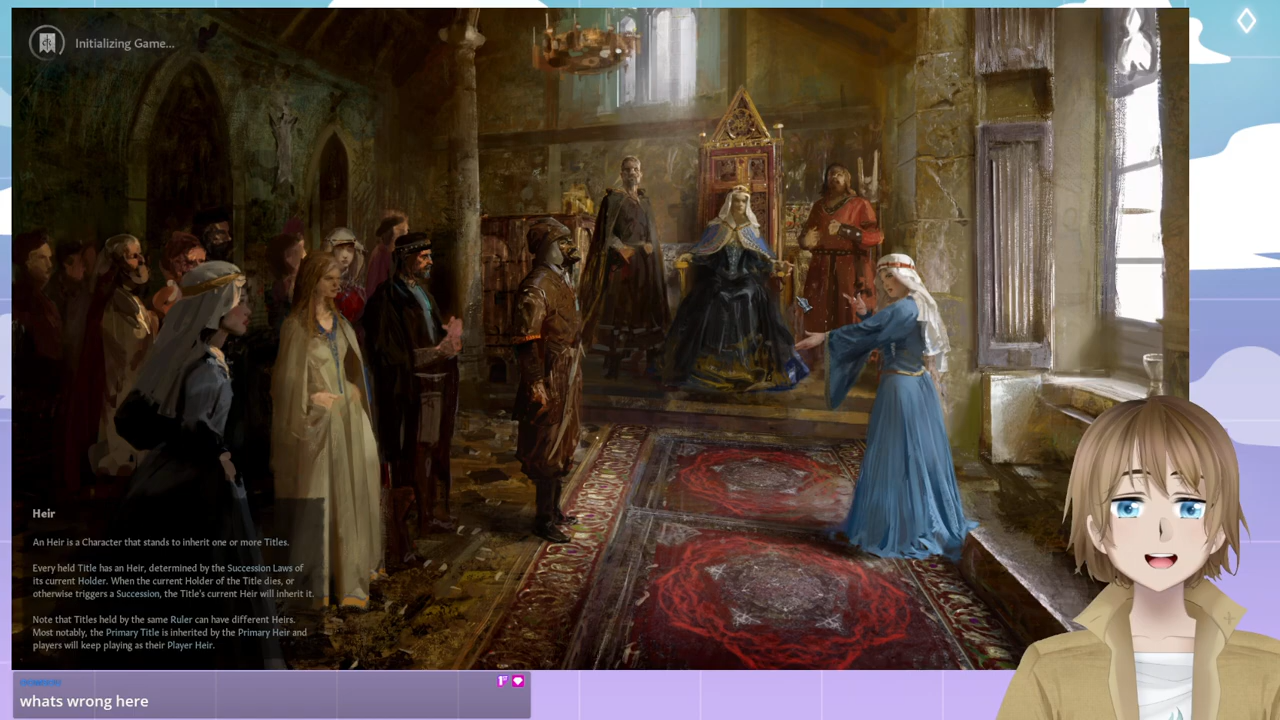 Initializing Game...
Heir
An Heir is a Character that stands to inherit one or more Titles.
Every held Title has an Heir, determined by the Succession Laws of
its current Holder. When the current Holder of the Title dies, or
otherwise triggers a Succession, the Title's current Heir will inherit it.
Note that Titles held by the same Ruler can have different Heirs.
Most notably, the Primary Title is inherited by the Primary Heir and
players will keep playing as their Player Heir.
whats wrong here